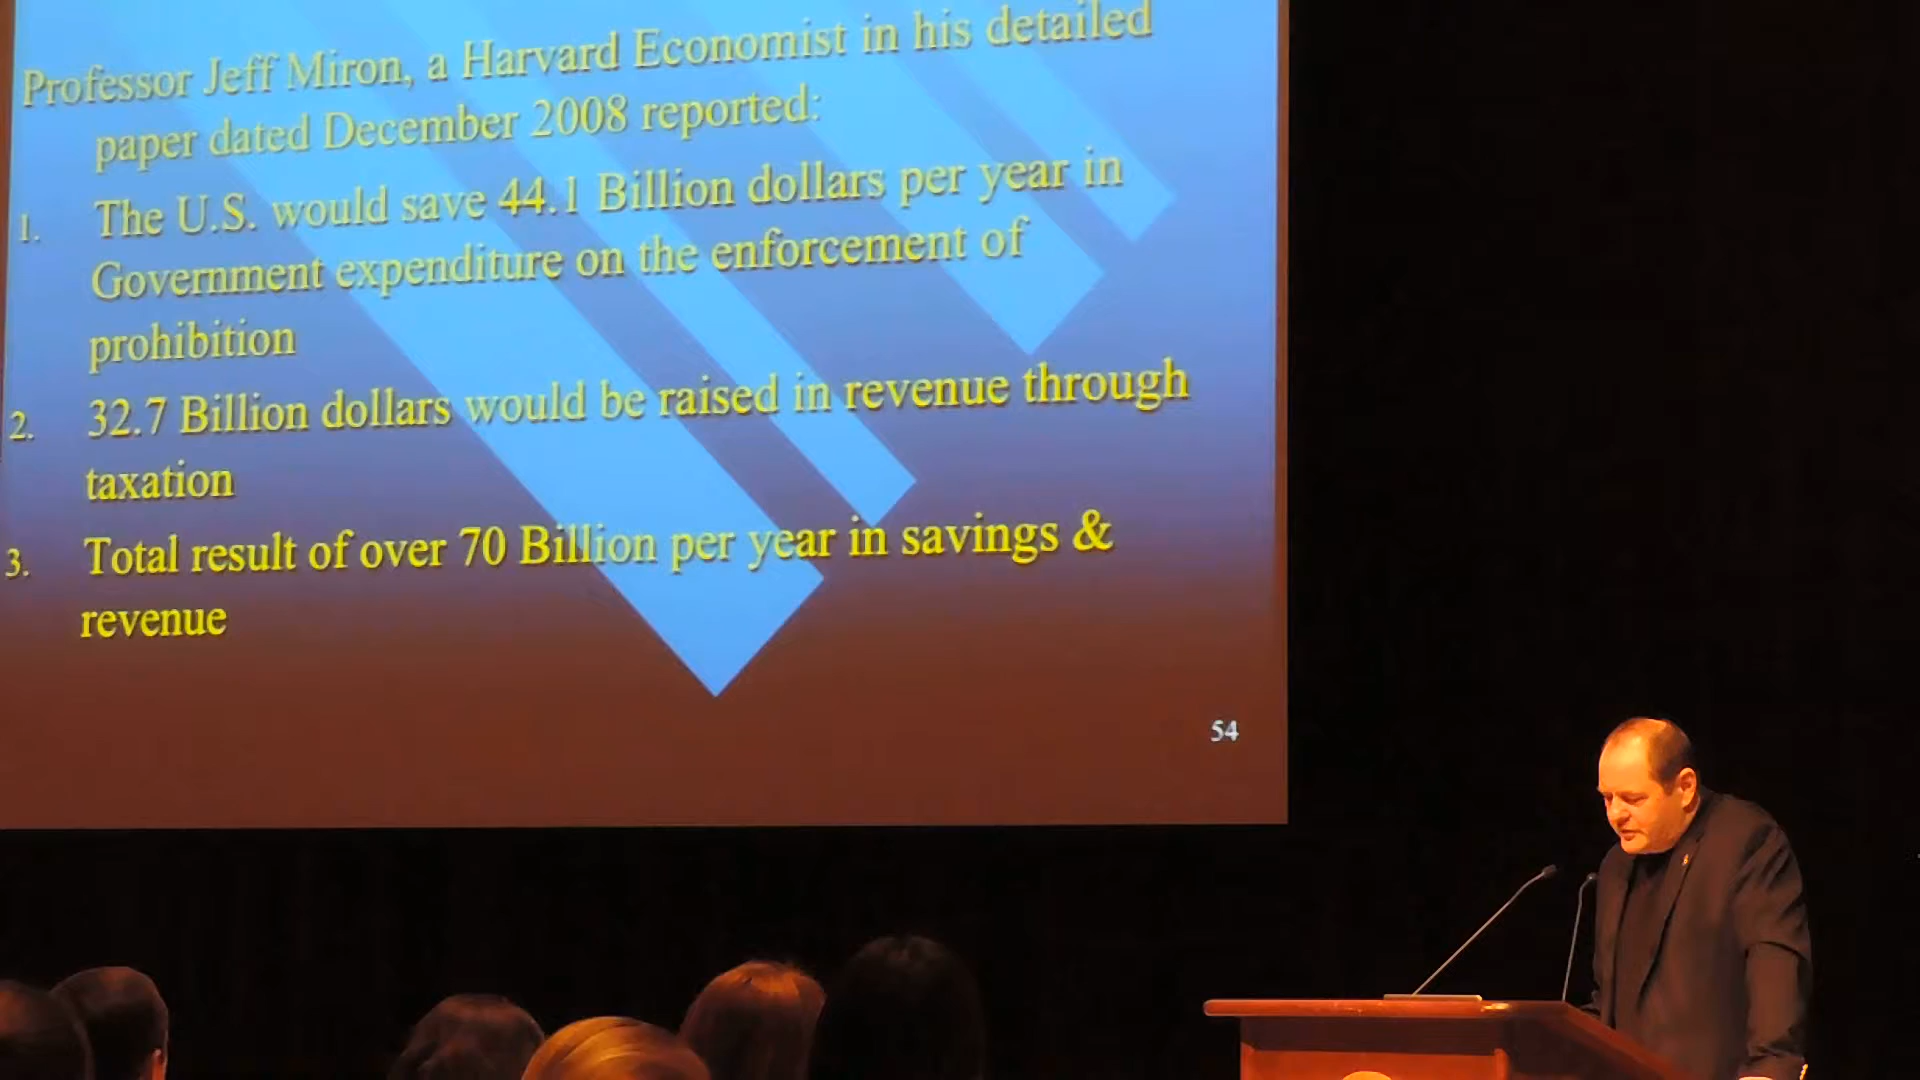 Professor Jeff Miron, a Harvard Economist in his detailed
paper dated December 2008 reported:
1. The U.S. would save 44.1 Billion dollars per year in
Government expenditure on the enforcement of
prohibition
2. 32.7 Billion dollars would be raised in revenue through
taxation
3. Total result of over 70 Billion per year in savings &
revenue
54